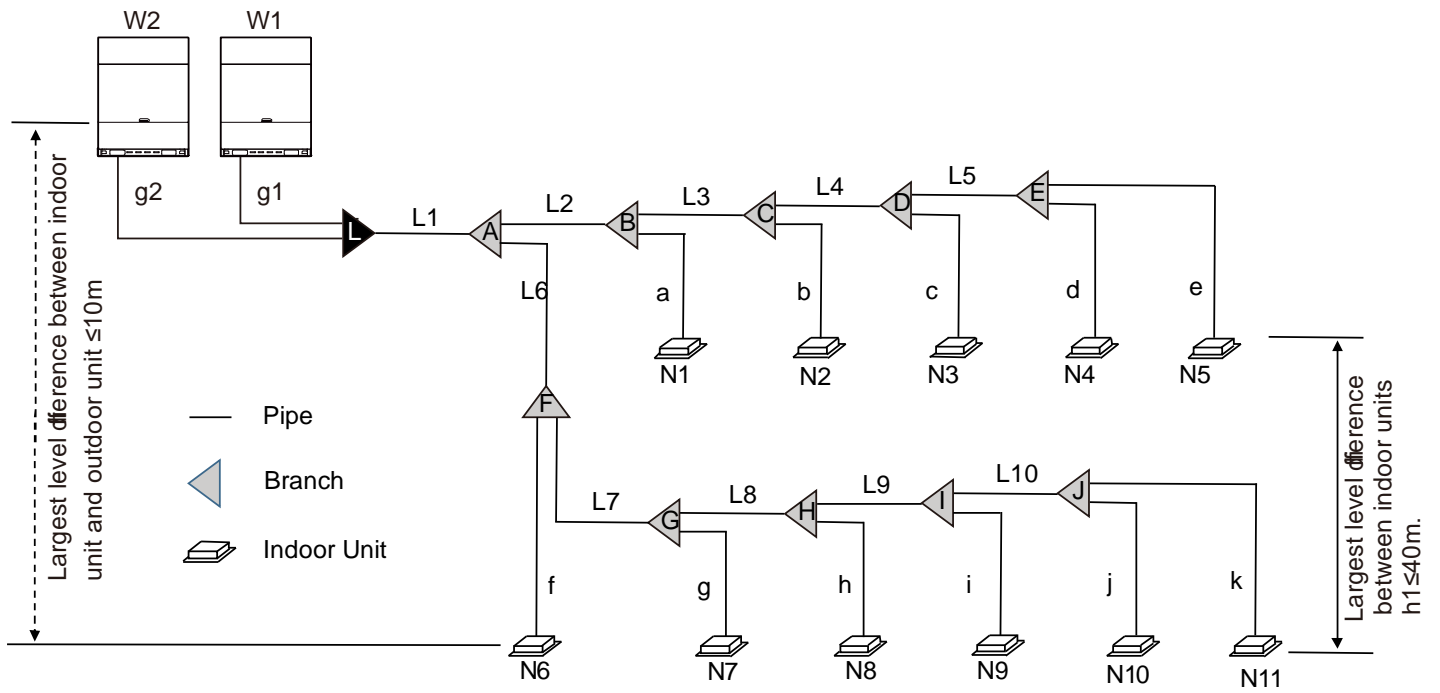 W2
W1
g2
g1
L
L1
A
L2
B
L3
C
L4
D
L5
E
L6
a
b
c
d
e
N1
N2
N3
N4
N5
Largest level difference between indoor
unit and outdoor unit ≤10m
Pipe
Branch
Indoor Unit
F
L7
G
L8
H
L9
I
L10
J
f
g
h
i
j
k
N6
N7
N8
N9
N10
N11
Largest level difference
between indoor units
h1≤40m.